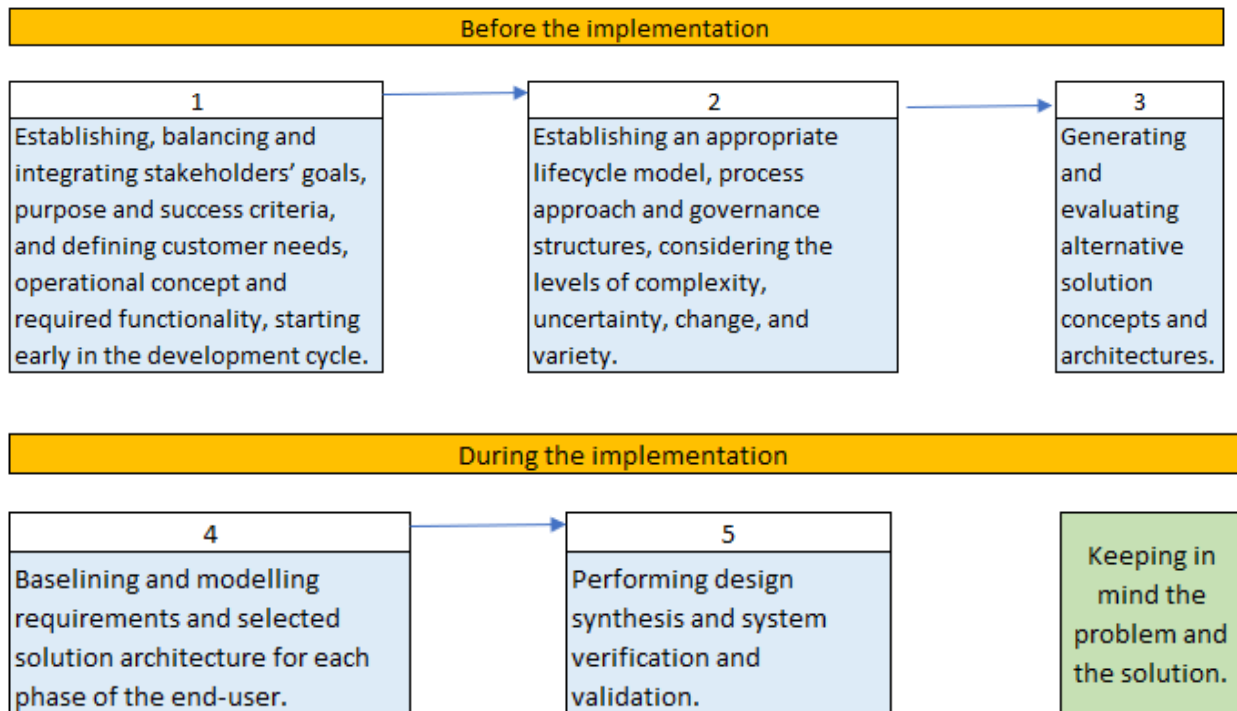 Before the implementation
1
Establishing, balancing and
integrating stakeholders’ goals,
purpose and success criteria,
and defining customer needs,
operational concept and
required functionality, starting
early in the development cycle.
2
Establishing an appropriate
lifecycle model, process
approach and governance
structures, considering the
levels of complexity,
uncertainty, change, and
variety.
3
Generating
and
evaluating
alternative
solution
concepts and
architectures.
During the implementation
4
Baselining and modelling
requirements and selected
solution architecture for each
phase of the end-user.
5
Performing design
synthesis and system
verification and
validation.
Keeping in
mind the
problem and
the solution.